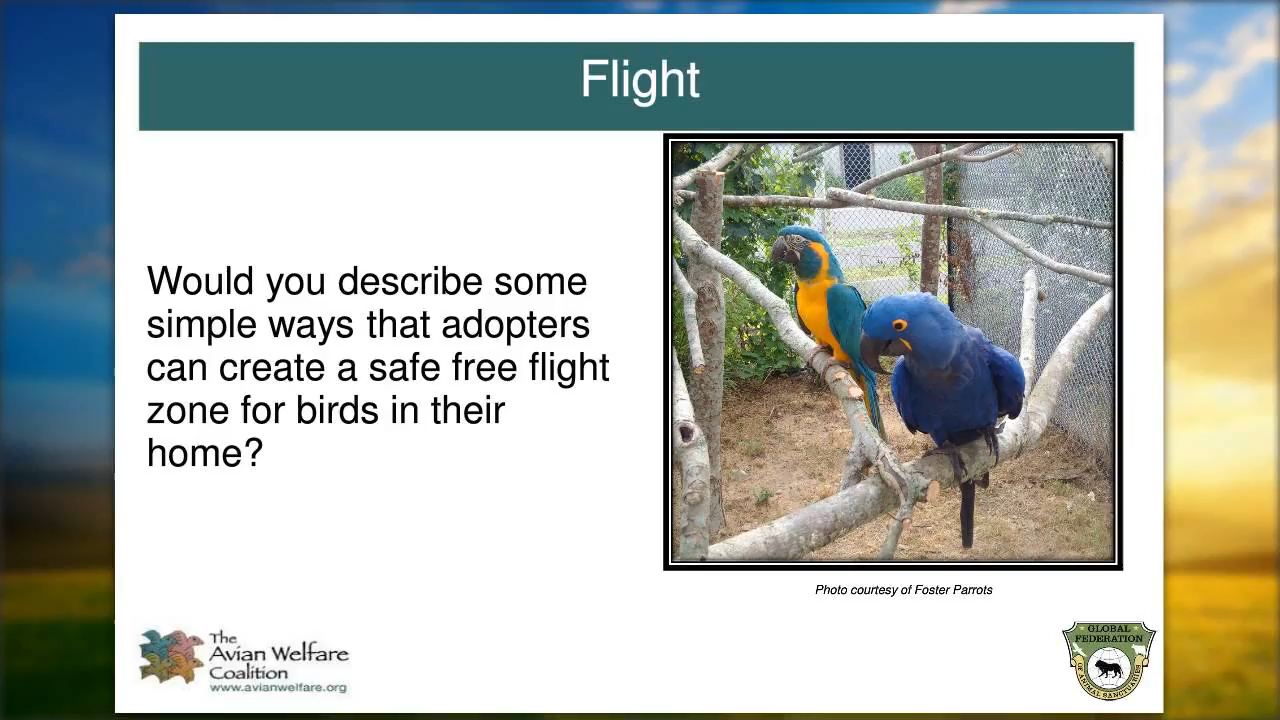 Flight
Would you describe some
simple ways that adopters
can create a safe free flight
zone for birds in their
home?
Photo courtesy of Foster Parrots
The
Avian Welfare
Coalition
www.avianwelfare.org
GLOBAL
FEDERATION
OF ANIMAL SANCTUARIES